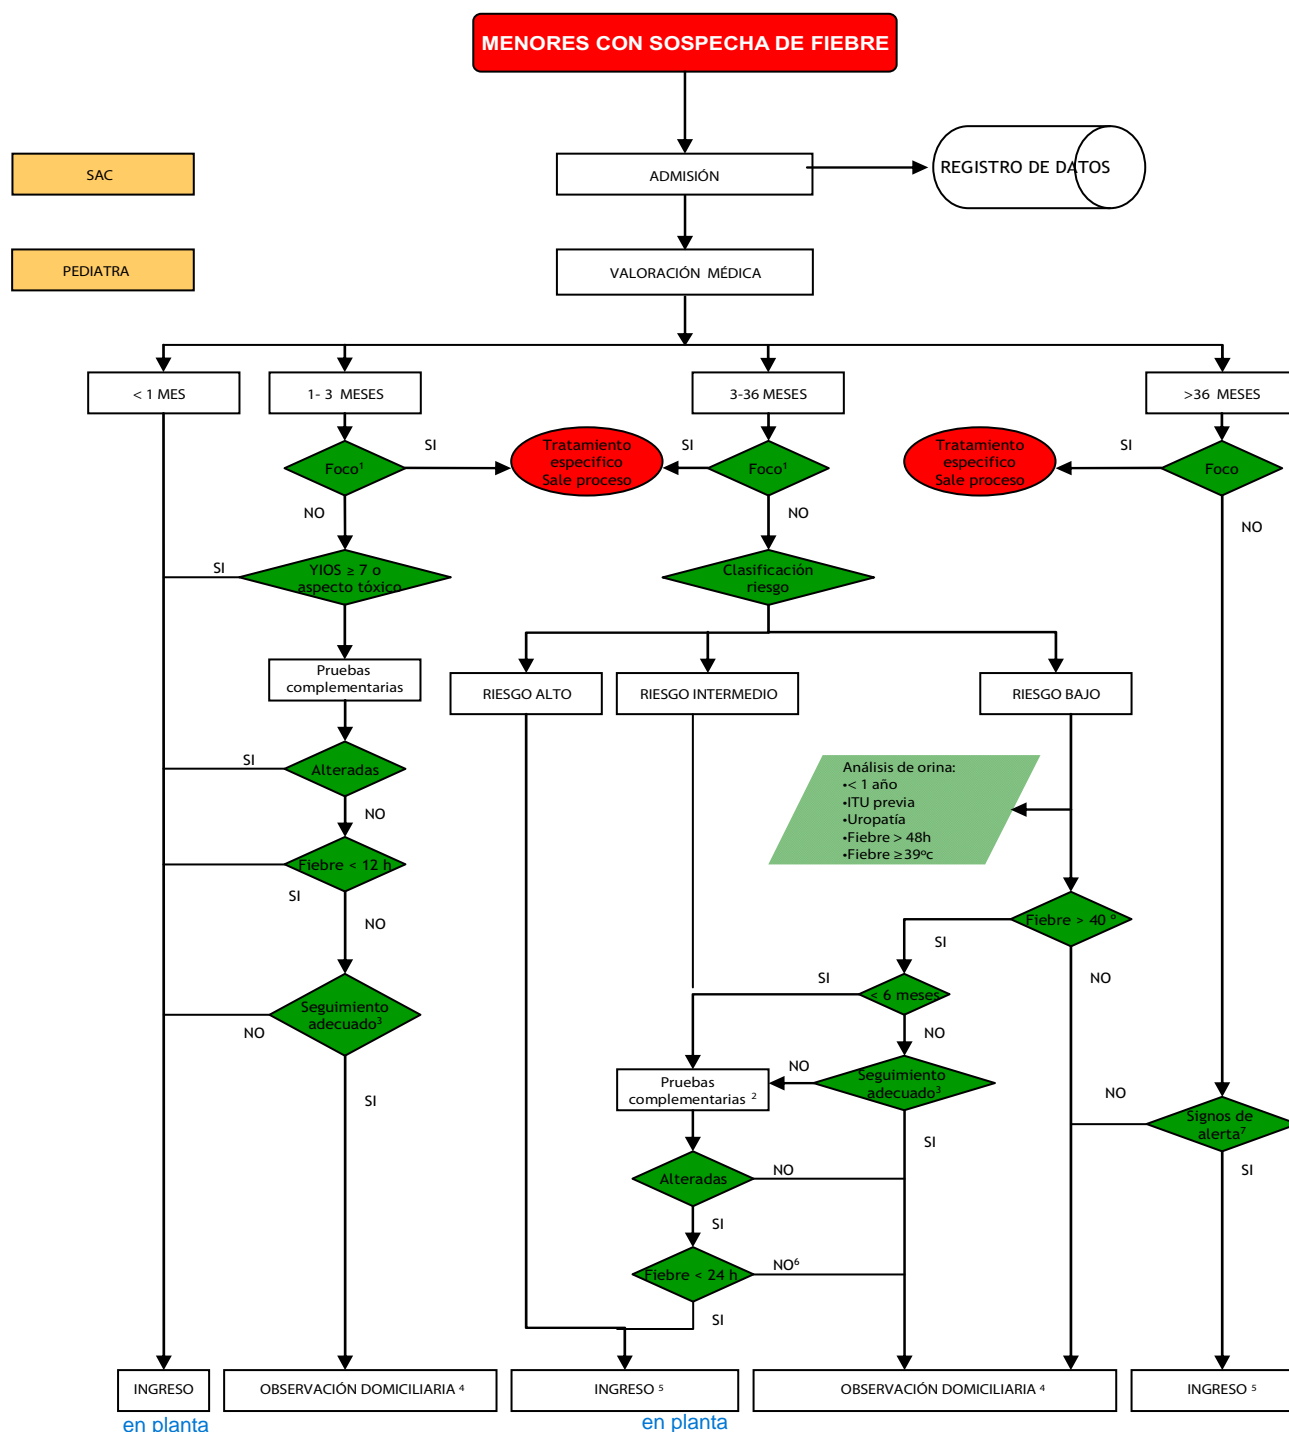 MENORES CON SOSPECHA DE FIEBRE
SAC
ADMISIÓN
REGISTRO DE DATOS
PEDIATRA
VALORACIÓN MÉDICA
< 1 MES
1- 3 MESES
3-36 MESES
>36 MESES
Foco¹
SI
NO
Tratamiento
especifico
Sale proceso
SI
Foco¹
NO
Tratamiento
especifico
Sale proceso
SI
Foco
NO
SI
YIOS ≥ 7 o
aspecto tóxico
Clasificación
riesgo
Pruebas
complementarias
RIESGO ALTO
RIESGO INTERMEDIO
RIESGO BAJO
SI
Alteradas
NO
Análisis de orina:
•< 1 año
•ITU previa
•Uropatía
•Fiebre > 48h
•Fiebre ≥39ºc
Fiebre < 12 h
SI
NO
Fiebre > 40 º
SI
NO
SI
< 6 meses
NO
Seguimiento
adecuado³
NO
SI
Pruebas
complementarias ²
NO
Seguimiento
adecuado³
SI
NO
Signos de
alerta⁷
SI
Alteradas
NO
SI
Fiebre < 24 h
NO⁶
SI
INGRESO
OBSERVACIÓN DOMICILIARIA ⁴
INGRESO ⁵
OBSERVACIÓN DOMICILIARIA ⁴
INGRESO ⁵
en planta
en planta